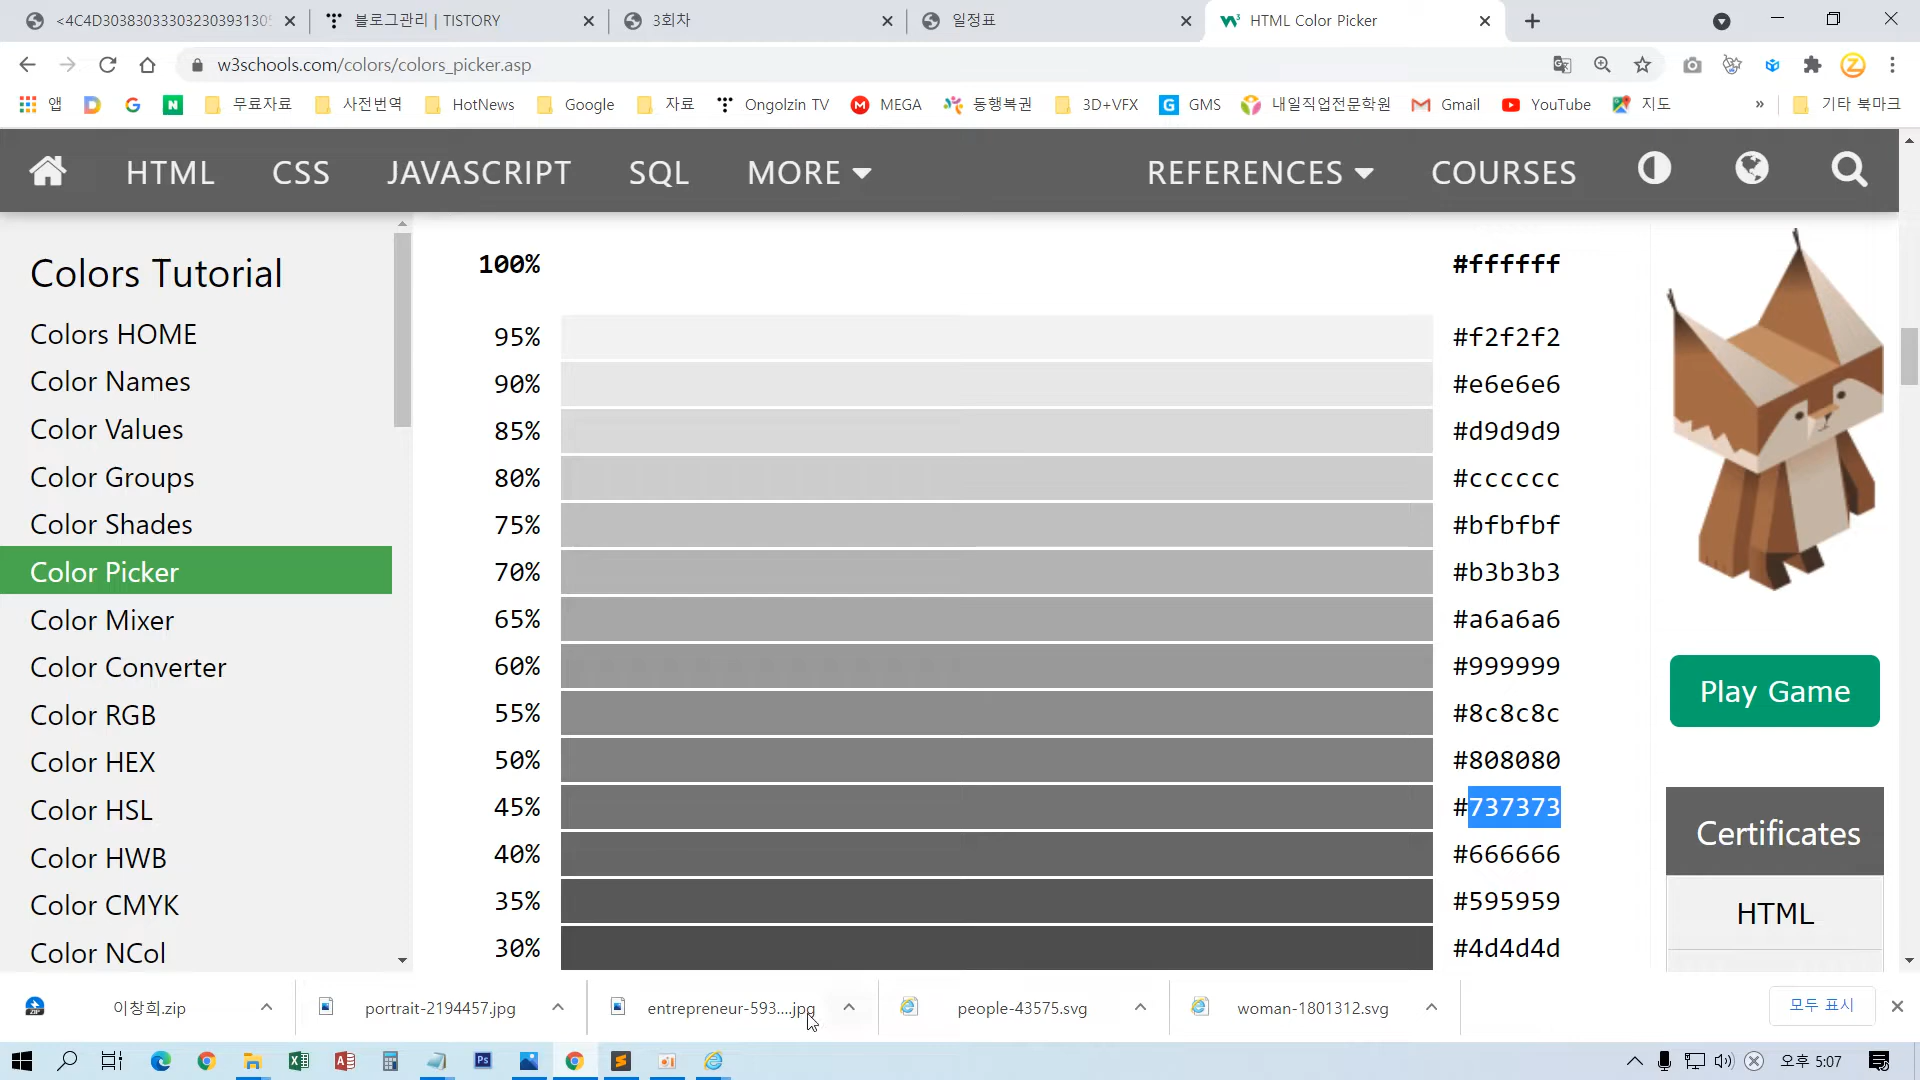 <4C4D303830333032303931305
블로그관리 | TISTORY
3회차
일정표
HTML Color Picker
w3schools.com/colors/colors_picker.asp
앱
무료자료
사전번역
HotNews
Google
자료
Ongolzin TV
MEGA
동행복권
3D+VFX
GMS
내일직업전문학원
Gmail
YouTube
지도
»
기타 북마크
HTML
CSS
JAVASCRIPT
SQL
MORE
REFERENCES
COURSES
Colors Tutorial
Colors HOME
Color Names
Color Values
Color Groups
Color Shades
Color Picker
Color Mixer
Color Converter
Color RGB
Color HEX
Color HSL
Color HWB
Color CMYK
Color NCol
100% #ffffff
95% #f2f2f2
90% #e6e6e6
85% #d9d9d9
80% #cccccc
75% #bfbfbf
70% #b3b3b3
65% #a6a6a6
60% #999999
55% #8c8c8c
50% #808080
45% #737373
40% #666666
35% #595959
30% #4d4d4d
Play Game
Certificates
HTML
이창희.zip
portrait-2194457.jpg
entrepreneur-593....jpg
people-43575.svg
woman-1801312.svg
모두 표시
오후 5:07